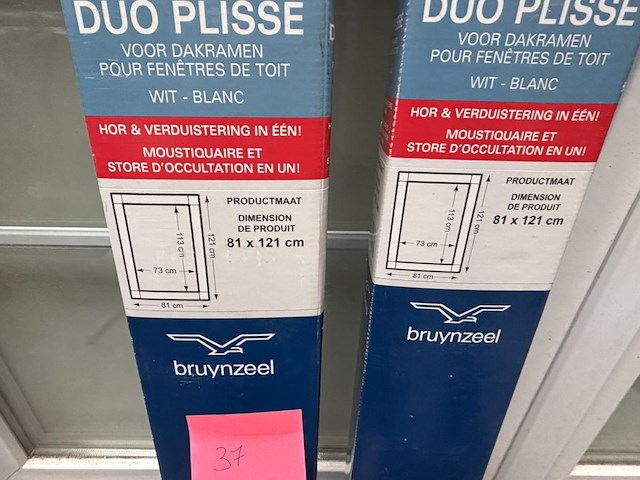 DUO PLISSE
VOOR DAKRAMEN
POUR FENÊTRES DE TOIT
WIT - BLANC
HOR & VERDUISTERING IN ÉÉN!
MOUSTIQUAIRE ET
STORE D'OCCULTATION EN UN!
PRODUCTMAAT
DIMENSION
DE PRODUIT
81 x 121 cm
113 cm
121 cm
73 cm
81 cm
bruynzeel
37
DUO PLISSE
VOOR DAKRAMEN
POUR FENÊTRES DE TOIT
WIT - BLANC
HOR & VERDUISTERING IN ÉÉN!
MOUSTIQUAIRE ET
STORE D'OCCULTATION EN UN!
PRODUCTMAAT
DIMENSION
DE PRODUIT
81 x 121 cm
113 cm
121 cm
73 cm
81 cm
bruynzeel